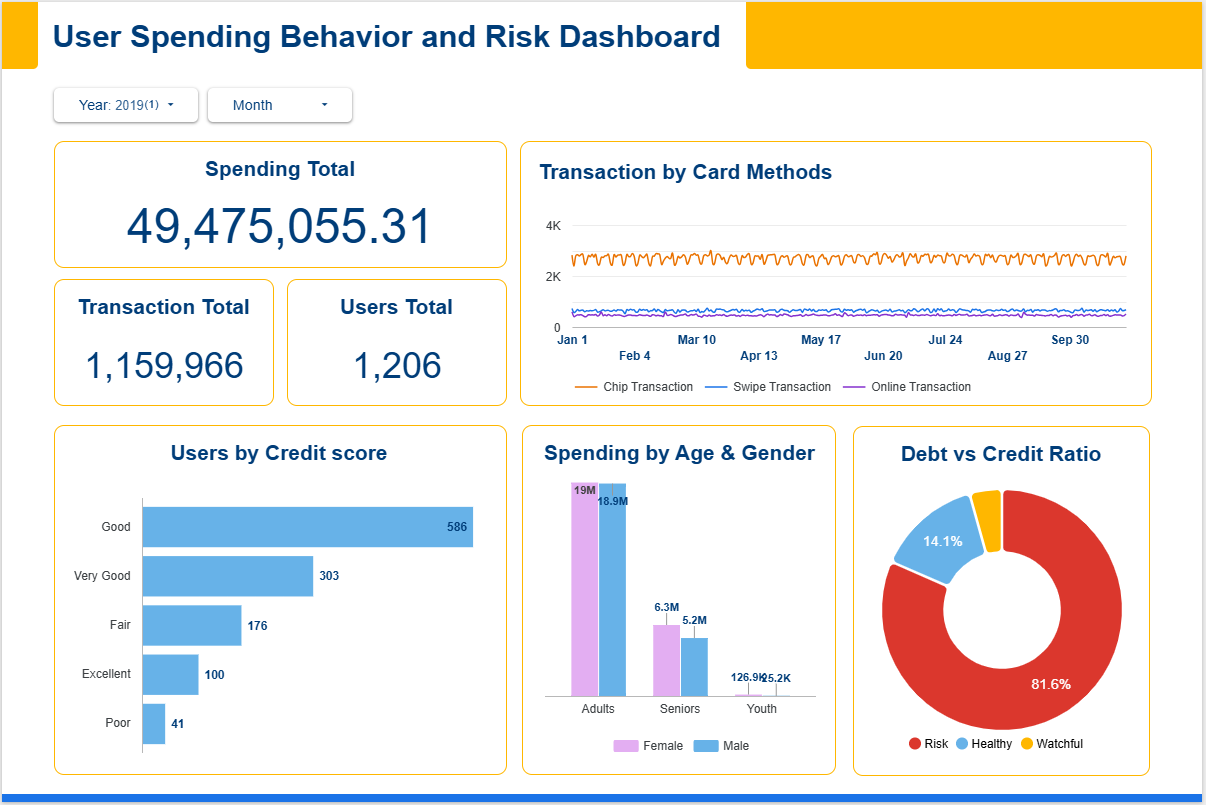 User Spending Behavior and Risk Dashboard
Year: 2019(1)
Month
Spending Total
49,475,055.31
Transaction Total
1,159,966
Users Total
1,206
Transaction by Card Methods
4K
2K
0
Jan 1
Feb 4
Mar 10
Apr 13
May 17
Jun 20
Jul 24
Aug 27
Sep 30
Chip Transaction
Swipe Transaction
Online Transaction
Users by Credit score
Good 586
Very Good 303
Fair 176
Excellent 100
Poor 41
Spending by Age & Gender
19M
18.9M
6.3M
5.2M
126.9K
Adults Seniors Youth
Female Male
Debt vs Credit Ratio
14.1%
81.6%
Risk Healthy Watchful